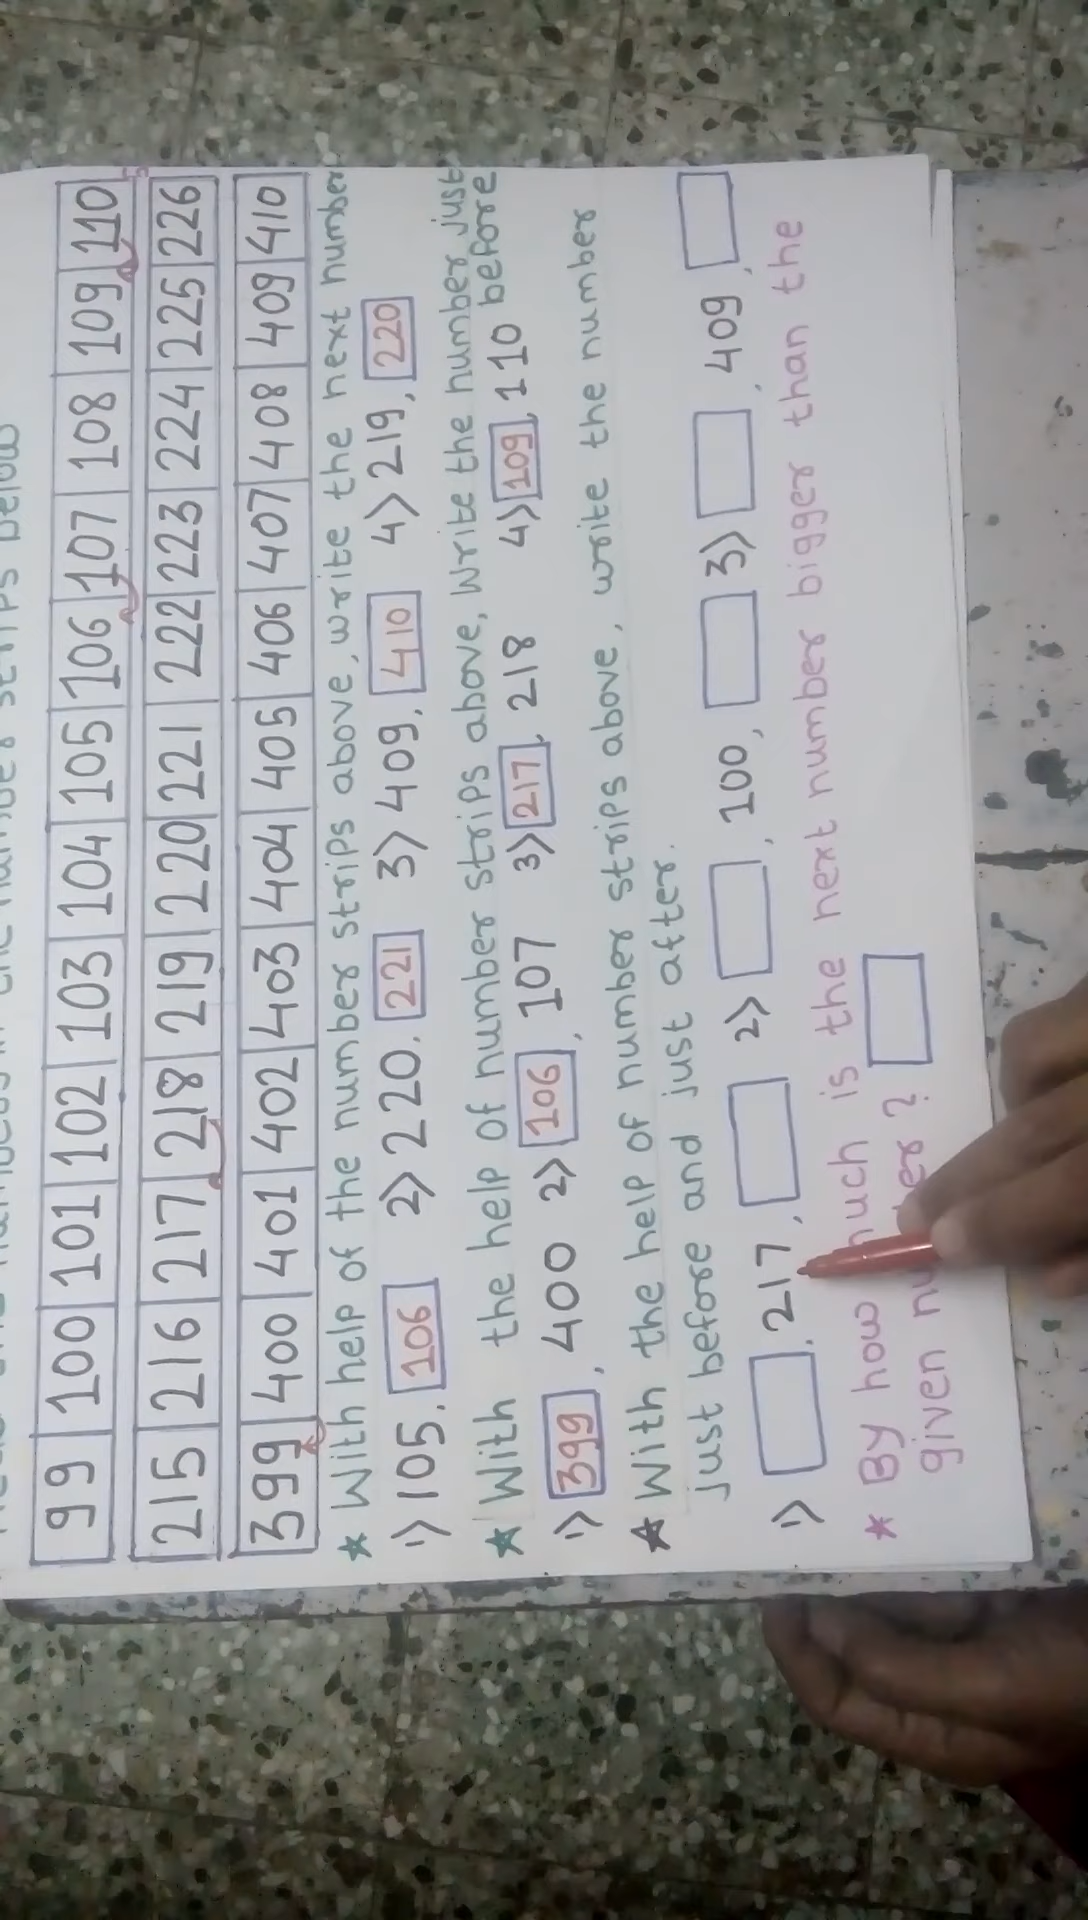 below
99 100 101 102 103 104 105 106 107 108 109 110
215 216 217 218 219 220 221 222 223 224 225 226
399 400 401 402 403 404 405 406 407 408 409 410
★ With help of the number strips above, write the next number
1) 105, 106 2) 220, 221 3) 409, 410 4) 219, 220
★ With the help of number strips above, Write the number just
before
1) 399, 400 2) 106, 107 3) 217, 218 4) 109, 110
★ With the help of number strips above, write the number
just before and just after.
1) , 217, 2) , 100, 3) , 409,
* By how much is the next number bigger than the
given ?